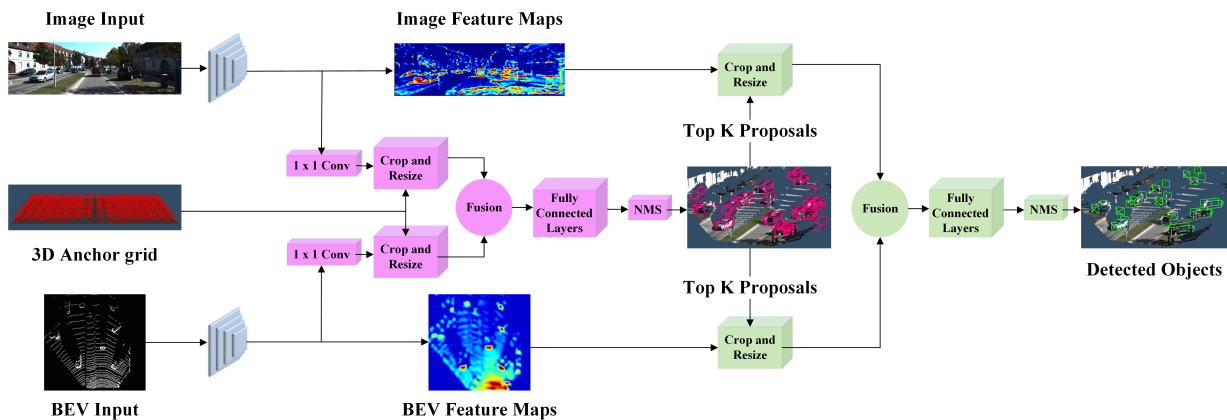 Image Input
Image Feature Maps
Crop and
Resize
Top K Proposals
1 x 1 Conv
Crop and
Resize
Fusion
Fully
Connected
Layers
NMS
Fusion
Fully
Connected
Layers
NMS
3D Anchor grid
1 x 1 Conv
Crop and
Resize
Detected Objects
Top K Proposals
Crop and
Resize
BEV Input
BEV Feature Maps